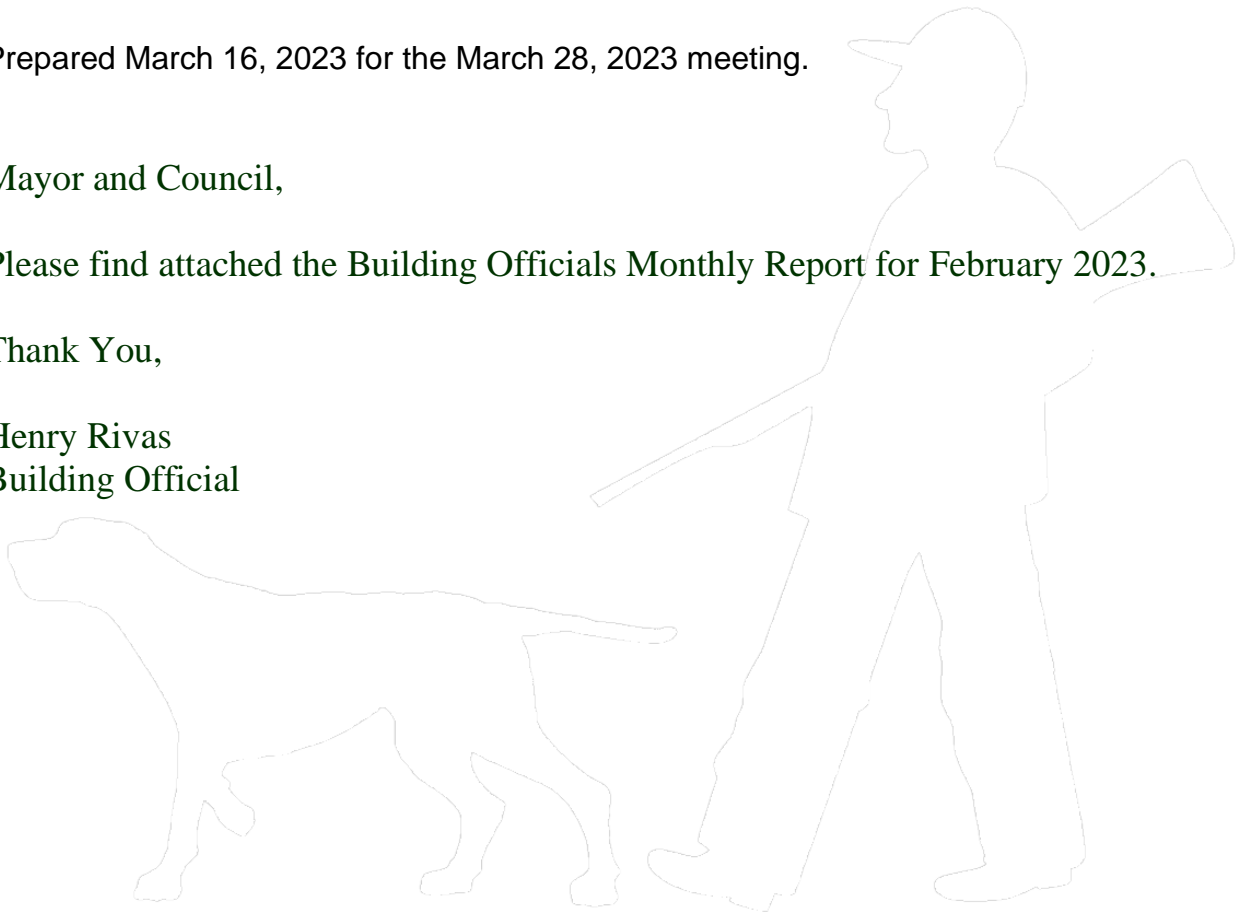 Prepared March 16, 2023 for the March 28, 2023 meeting.
Mayor and Council,
Please find attached the Building Officials Monthly Report for February 2023.
Thank You,
Henry Rivas
Building Official